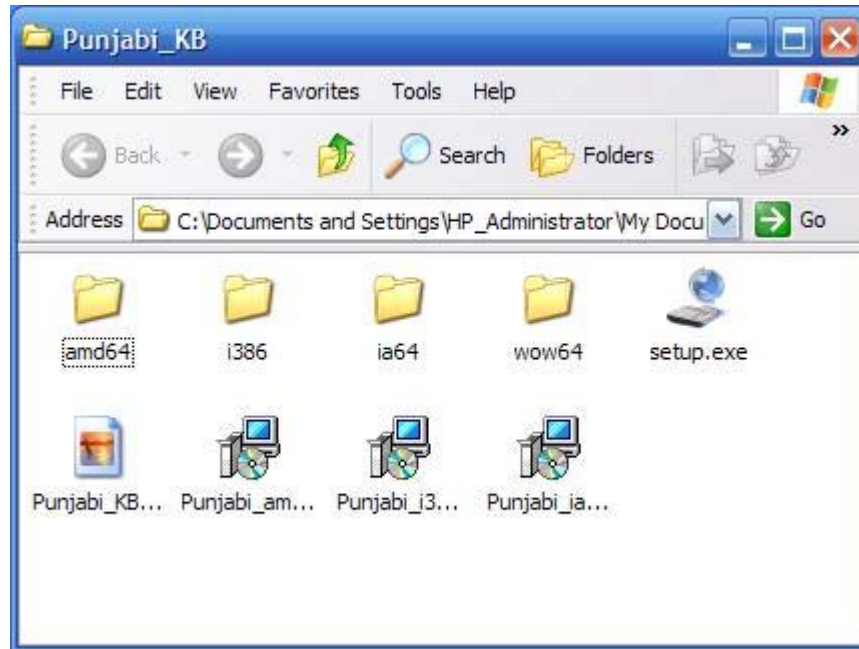 Punjabi_KB
File Edit View Favorites Tools Help
Back Search Folders »
Address C:\Documents and Settings\HP_Administrator\My Docu Go
amd64 i386 ia64 wow64 setup.exe
Punjabi_KB... Punjabi_am... Punjabi_i3... Punjabi_ia...